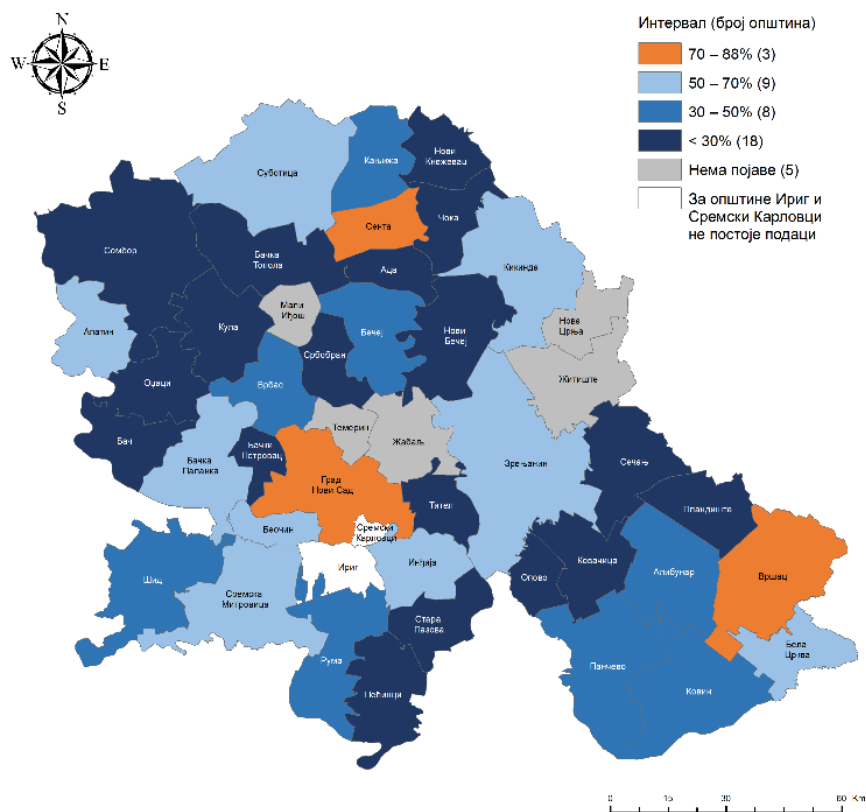 N
W
E
S
Интервал (број општина)
70 – 88% (3)
50 – 70% (9)
30 – 50% (8)
< 30% (18)
Нема појаве (5)
За општине Ириг и
Сремски Карловци
не постоје подаци
Суботица
Кањижа
Нови
Кнежевац
Сента
Чока
Сомбор
Бачка
Топола
Ада
Кикинда
Апатин
Кула
Мали
Иђош
Бечеј
Нови
Бечеј
Нове
Црња
Србобран
Житиште
Оџаци
Врбас
Бач
Бачка
Паланка
Бачки
Петровац
Темерин
Жабаљ
Зрењанин
Сечањ
Град
Нови Сад
Тител
Пландиште
Беочин
Сремски
Карловци
Вршац
Шид
Сремска
Митровица
Ириг
Инђија
Опово
Ковачица
Алибунар
Стара
Пазова
Рума
Пећинци
Панчево
Ковин
Бела
Црква
0 15 30 60 Km